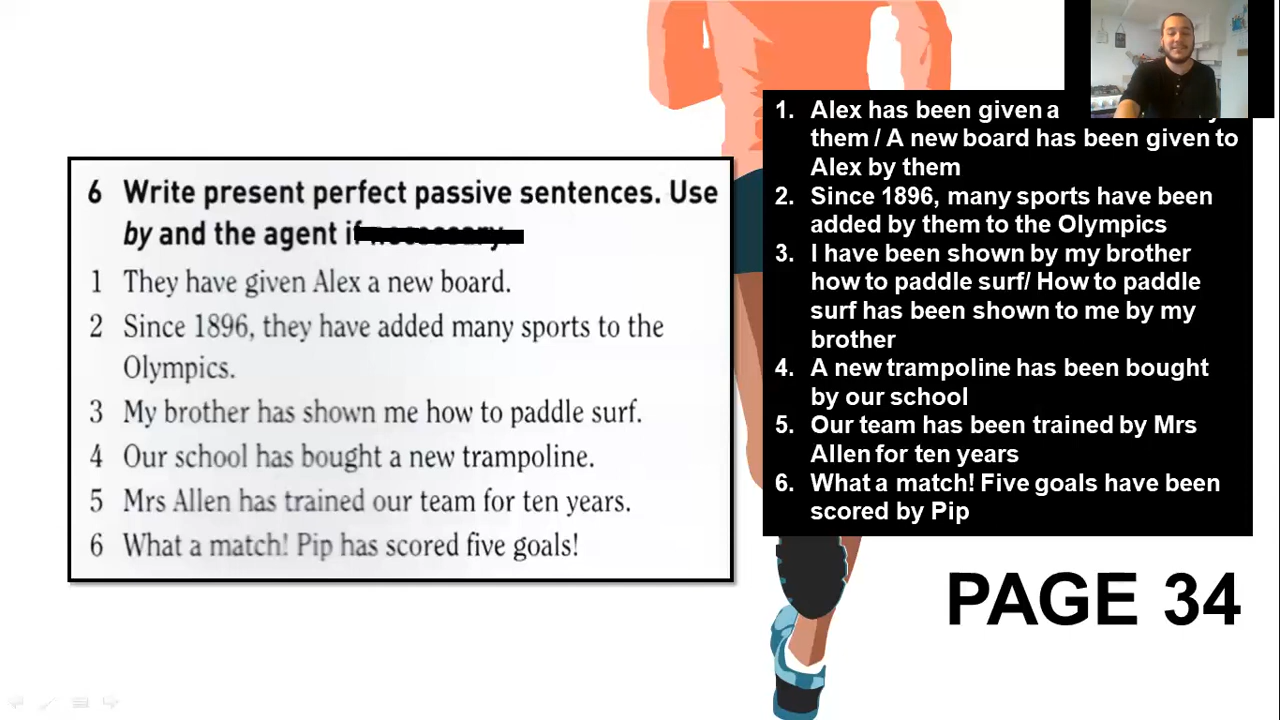 6 Write present perfect passive sentences. Use
by and the agent if
1 They have given Alex a new board.
2 Since 1896, they have added many sports to the
Olympics.
3 My brother has shown me how to paddle surf.
4 Our school has bought a new trampoline.
5 Mrs Allen has trained our team for ten years.
6 What a match! Pip has scored five goals!
1. Alex has been given a
them / A new board has been given to
Alex by them
2. Since 1896, many sports have been
added by them to the Olympics
3. I have been shown by my brother
how to paddle surf/ How to paddle
surf has been shown to me by my
brother
4. A new trampoline has been bought
by our school
5. Our team has been trained by Mrs
Allen for ten years
6. What a match! Five goals have been
scored by Pip
PAGE 34